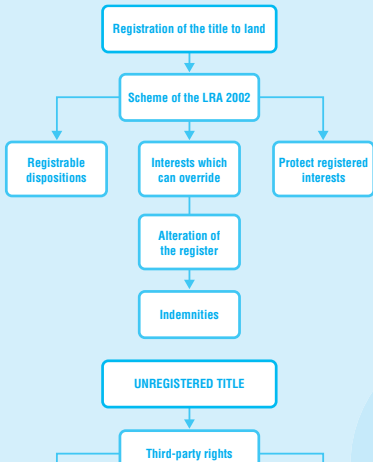 Registration of the title to land
Scheme of the LRA 2002
Registrable
dispositions
Interests which
can override
Protect registered
interests
Alteration of
the register
Indemnities
UNREGISTERED TITLE
Third-party rights